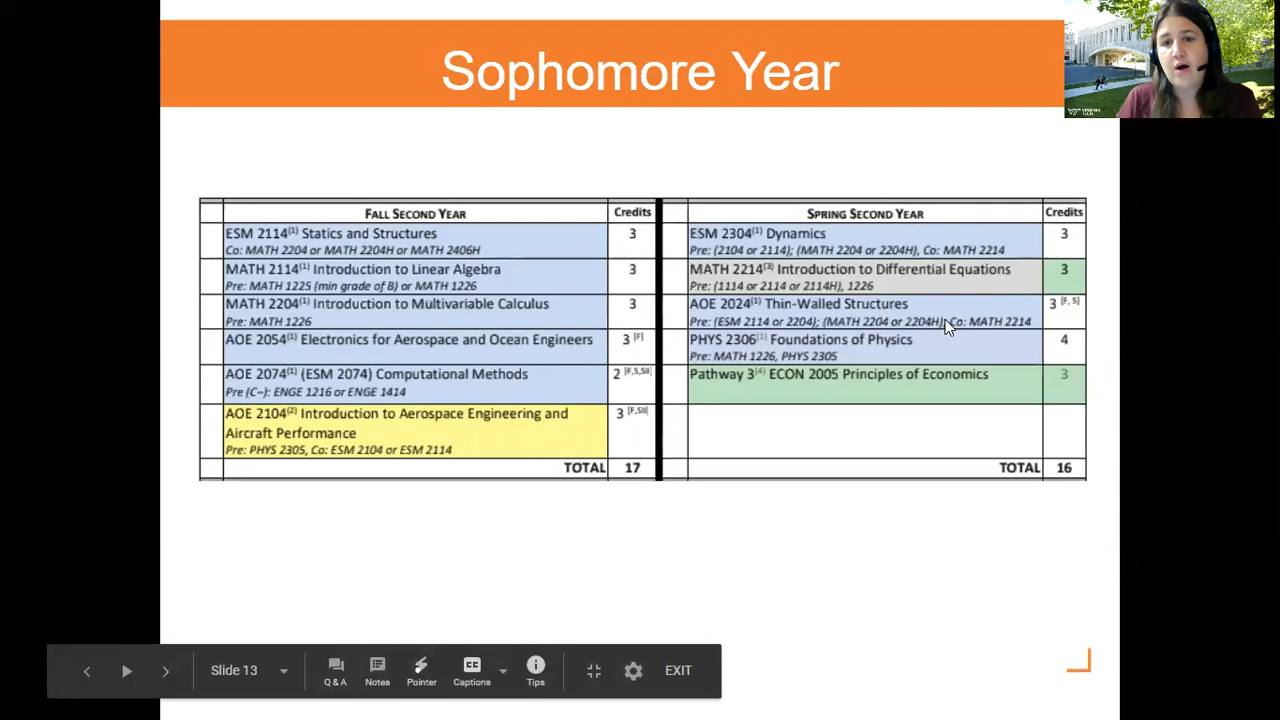 Sophomore Year
VIRGINIA TECH
FALL SECOND YEAR Credits
ESM 2114(1) Statics and Structures 3
Co: MATH 2204 or MATH 2204H or MATH 2406H
MATH 2114(1) Introduction to Linear Algebra 3
Pre: MATH 1225 (min grade of B) or MATH 1226
MATH 2204(1) Introduction to Multivariable Calculus 3
Pre: MATH 1226
AOE 2054(1) Electronics for Aerospace and Ocean Engineers 3 [F]
AOE 2074(1) (ESM 2074) Computational Methods 2 [F,S,SII]
Pre (C–): ENGE 1216 or ENGE 1414
AOE 2104(2) Introduction to Aerospace Engineering and 3 [F,SII]
Aircraft Performance
Pre: PHYS 2305, Co: ESM 2104 or ESM 2114
TOTAL 17
SPRING SECOND YEAR Credits
ESM 2304(1) Dynamics 3
Pre: (2104 or 2114); (MATH 2204 or 2204H), Co: MATH 2214
MATH 2214(3) Introduction to Differential Equations 3
Pre: (1114 or 2114 or 2114H), 1226
AOE 2024(1) Thin-Walled Structures 3 [F, S]
Pre: (ESM 2114 or 2204); (MATH 2204 or 2204H), Co: MATH 2214
PHYS 2306(1) Foundations of Physics 4
Pre: MATH 1226, PHYS 2305
Pathway 3(4) ECON 2005 Principles of Economics 3
TOTAL 16
Slide 13
Q & A
Notes
Pointer
Captions
Tips
EXIT